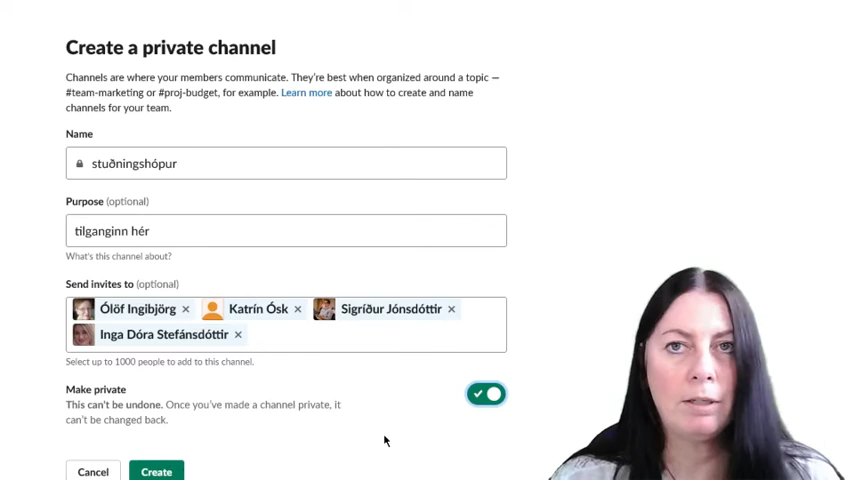 Create a private channel
Channels are where your members communicate. They're best when organized around a topic —
#team-marketing or #proj-budget, for example. Learn more about how to create and name
channels for your team.
Name
stuðningshópur
Purpose (optional)
tilganginn hér
What's this channel about?
Send invites to (optional)
Ólöf Ingibjörg × Katrín Ósk × Sigríður Jónsdóttir ×
Inga Dóra Stefánsdóttir ×
Select up to 1000 people to add to this channel.
Make private
This can't be undone. Once you've made a channel private, it
can't be changed back.
Cancel Create